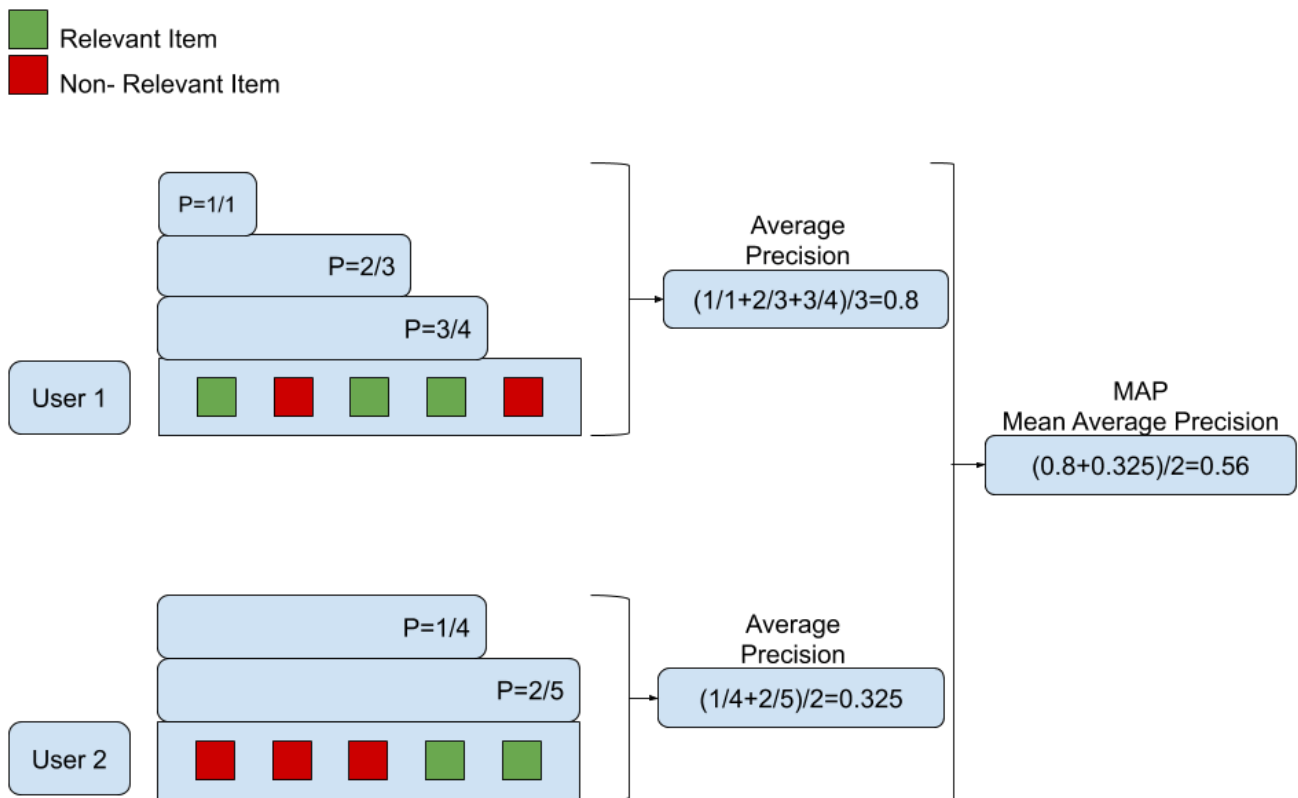 Relevant Item
Non- Relevant Item
P=1/1
P=2/3
P=3/4
User 1
Average
Precision
(1/1+2/3+3/4)/3=0.8
MAP
Mean Average Precision
(0.8+0.325)/2=0.56
P=1/4
P=2/5
User 2
Average
Precision
(1/4+2/5)/2=0.325